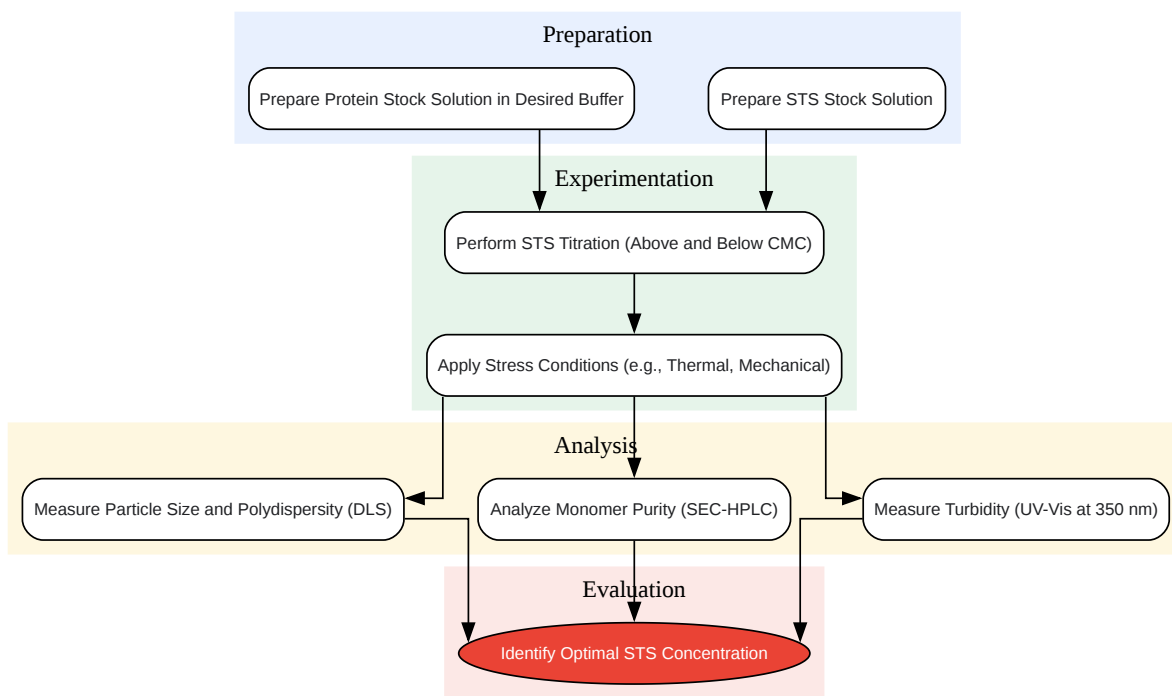 Preparation
Prepare Protein Stock Solution in Desired Buffer
Prepare STS Stock Solution
Experimentation
Perform STS Titration (Above and Below CMC)
Apply Stress Conditions (e.g., Thermal, Mechanical)
Analysis
Measure Particle Size and Polydispersity (DLS)
Analyze Monomer Purity (SEC-HPLC)
Measure Turbidity (UV-Vis at 350 nm)
Evaluation
Identify Optimal STS Concentration